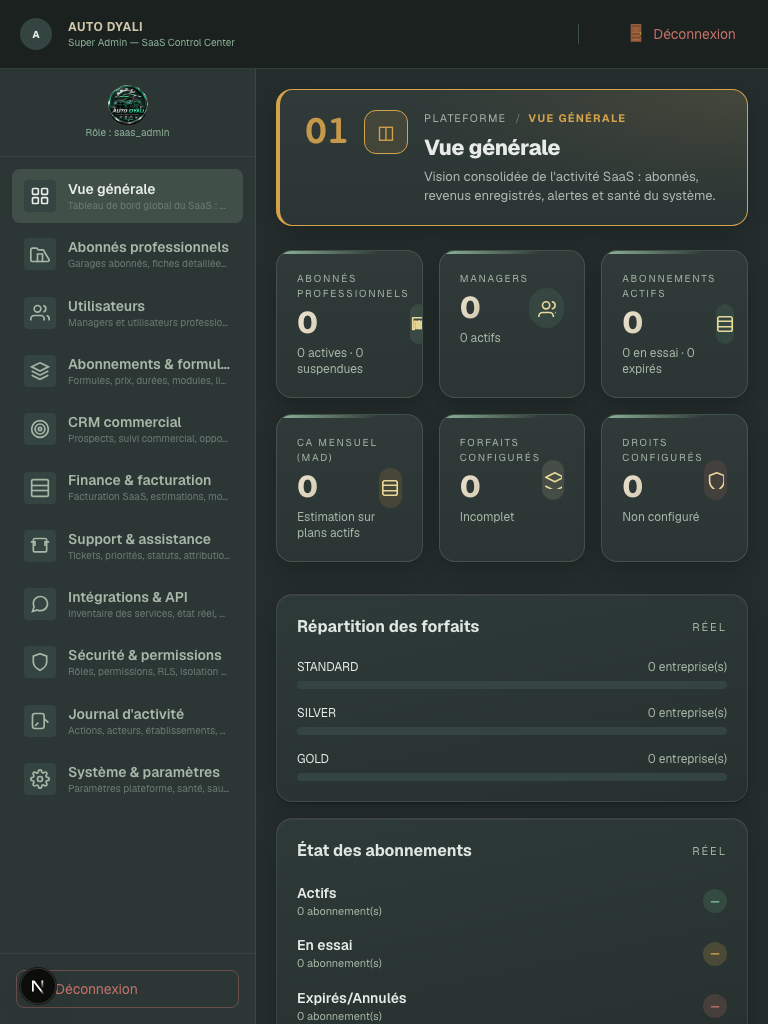 A
AUTO DYALI
Super Admin — SaaS Control Center
Déconnexion
AUTO DYALI
Rôle : saas_admin
Vue générale
Tableau de bord global du SaaS : ...
Abonnés professionnels
Garages abonnés, fiches détaillée...
Utilisateurs
Managers et utilisateurs professio...
Abonnements & formul...
Formules, prix, durées, modules, li...
CRM commercial
Prospects, suivi commercial, oppo...
Finance & facturation
Facturation SaaS, estimations, mo...
Support & assistance
Tickets, priorités, statuts, attributio...
Intégrations & API
Inventaire des services, état réel, ...
Sécurité & permissions
Rôles, permissions, RLS, isolation ...
Journal d'activité
Actions, acteurs, établissements, ...
Système & paramètres
Paramètres plateforme, santé, sau...
N
Déconnexion
01
PLATEFORME / VUE GÉNÉRALE
Vue générale
Vision consolidée de l'activité SaaS : abonnés,
revenus enregistrés, alertes et santé du système.
ABONNÉS
PROFESSIONNELS
0
0 actives · 0
suspendues
MANAGERS
0
0 actifs
ABONNEMENTS
ACTIFS
0
0 en essai · 0
expirés
CA MENSUEL
(MAD)
0
Estimation sur
plans actifs
FORFAITS
CONFIGURÉS
0
Incomplet
DROITS
CONFIGURÉS
0
Non configuré
Répartition des forfaits
RÉEL
STANDARD
0 entreprise(s)
SILVER
0 entreprise(s)
GOLD
0 entreprise(s)
État des abonnements
RÉEL
Actifs
0 abonnement(s)
En essai
0 abonnement(s)
Expirés/Annulés
0 abonnement(s)